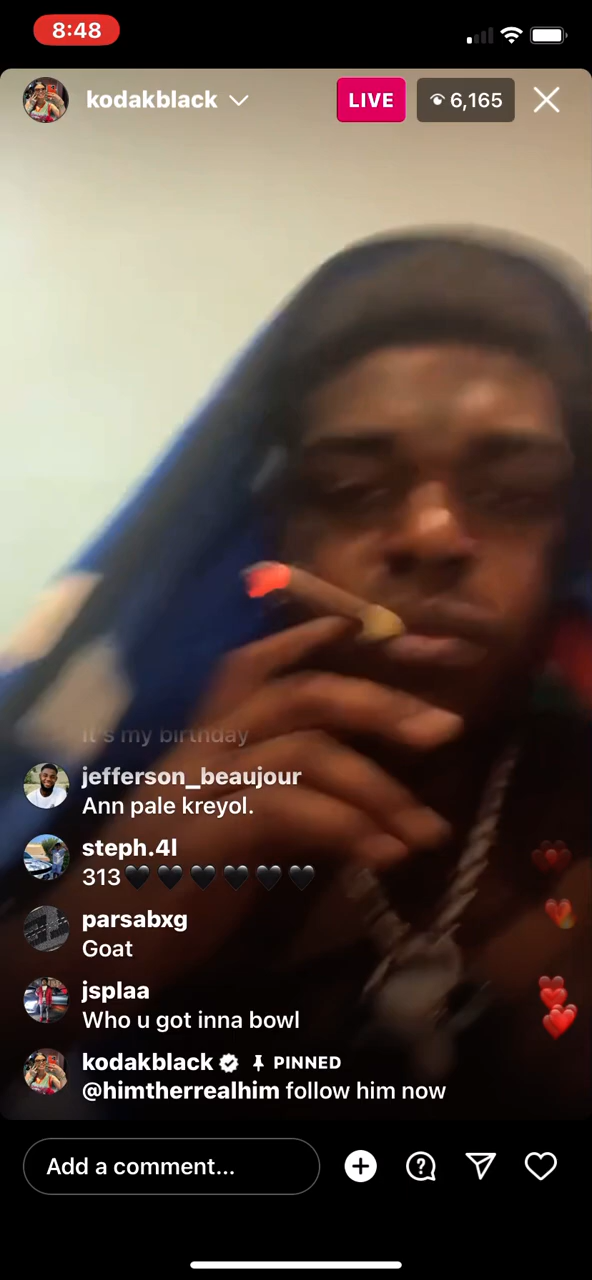 8:48
kodakblack
LIVE
6,165
It's my birthday
jefferson_beaujour
Ann pale kreyol.
steph.4l
313🖤🖤🖤🖤🖤🖤
parsabxg
Goat
jsplaa
Who u got inna bowl
kodakblack PINNED
@himtherrealhim follow him now
Add a comment...